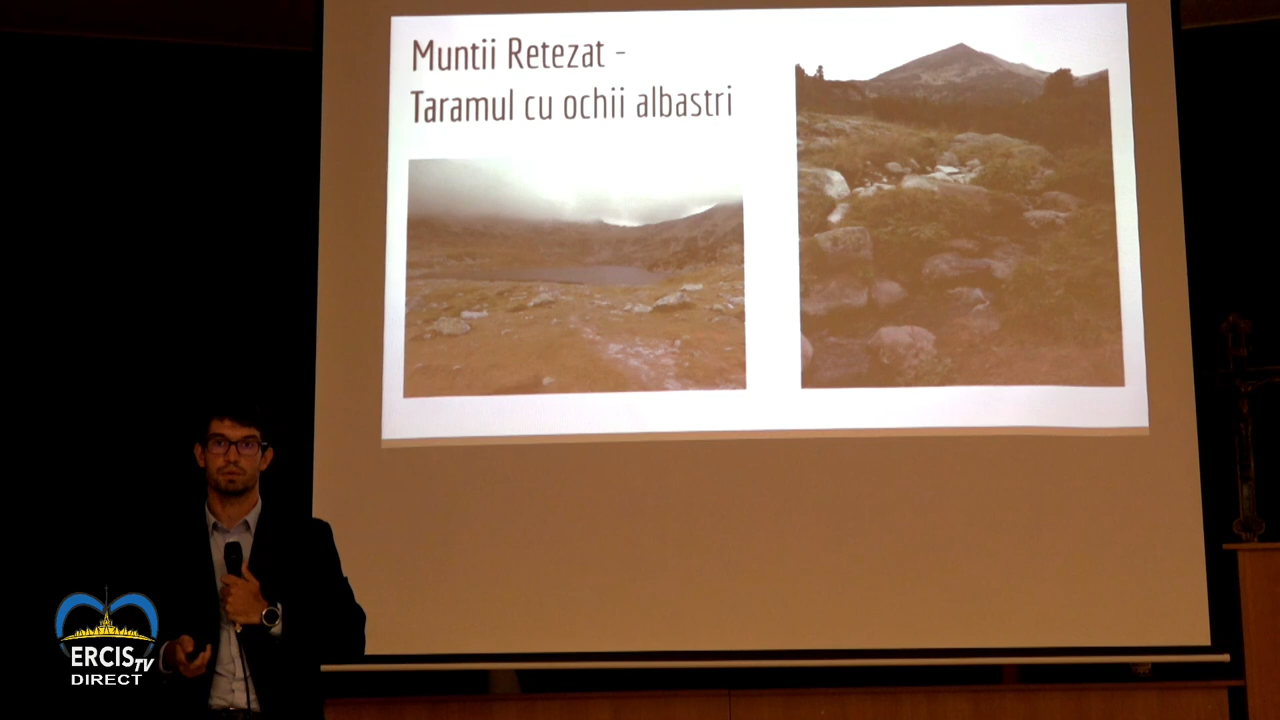 Muntii Retezat -
Taramul cu ochii albastri
ERCIS TV
DIRECT